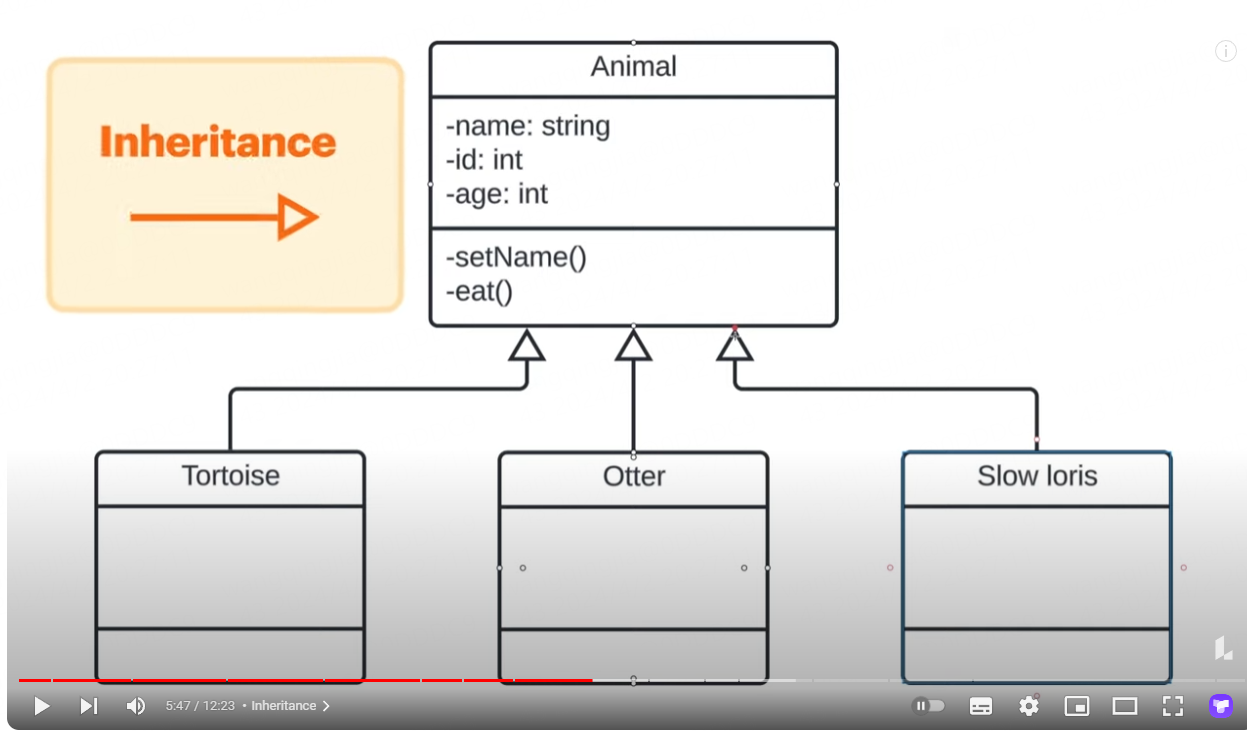 Inheritance
Animal
-name: string
-id: int
-age: int
-setName()
-eat()
Tortoise
Otter
Slow loris
5:47 / 12:23 • Inheritance